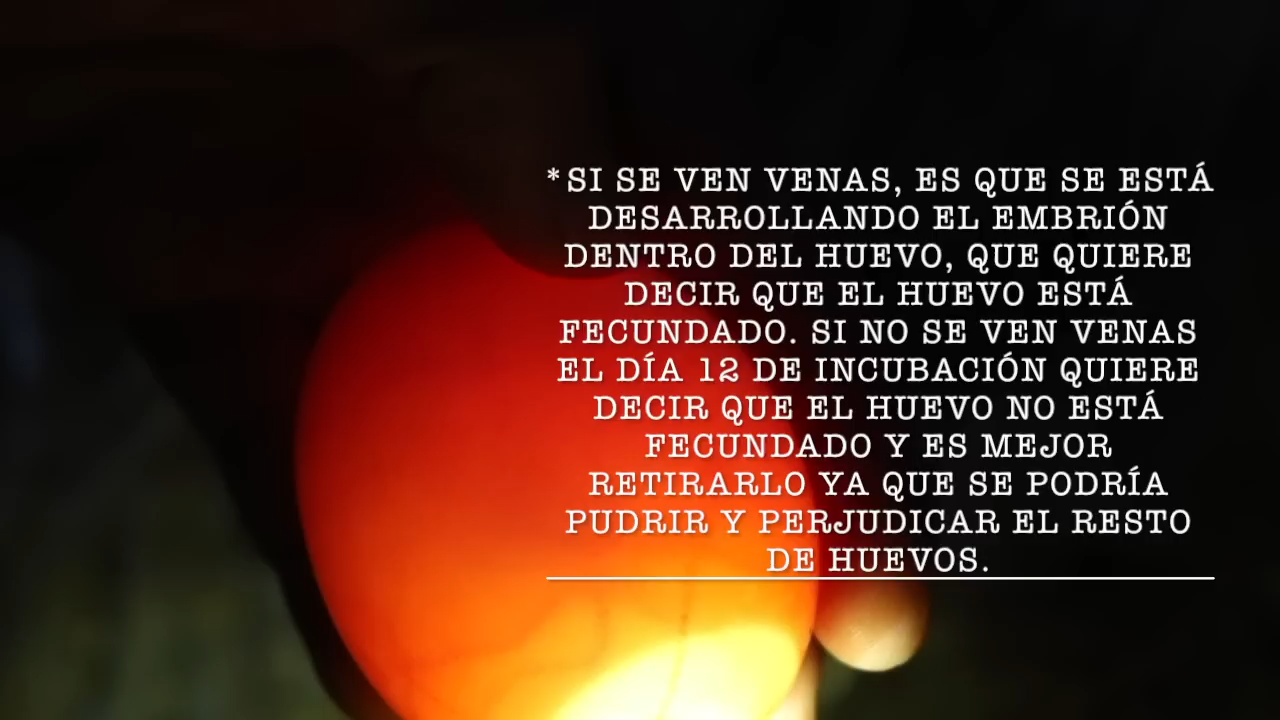 *SI SE VEN VENAS, ES QUE SE ESTÁ
DESARROLLANDO EL EMBRIÓN
DENTRO DEL HUEVO, QUE QUIERE
DECIR QUE EL HUEVO ESTÁ
FECUNDADO. SI NO SE VEN VENAS
EL DÍA 12 DE INCUBACIÓN QUIERE
DECIR QUE EL HUEVO NO ESTÁ
FECUNDADO Y ES MEJOR
RETIRARLO YA QUE SE PODRÍA
PUDRIR Y PERJUDICAR EL RESTO
DE HUEVOS.